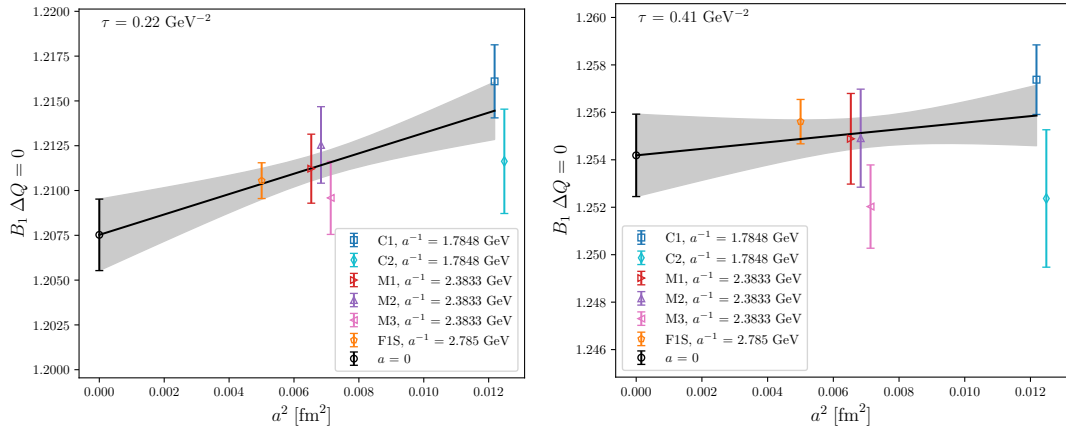 τ = 0.22 GeV⁻²
1.2200
1.2175
1.2150
1.2125
1.2100
1.2075
1.2050
1.2025
1.2000
B₁ ΔQ = 0
C1, a⁻¹ = 1.7848 GeV
C2, a⁻¹ = 1.7848 GeV
M1, a⁻¹ = 2.3833 GeV
M2, a⁻¹ = 2.3833 GeV
M3, a⁻¹ = 2.3833 GeV
F1S, a⁻¹ = 2.785 GeV
a = 0
0.000 0.002 0.004 0.006 0.008 0.010 0.012
a² [fm²]
τ = 0.41 GeV⁻²
1.260
1.258
1.256
1.254
1.252
1.250
1.248
1.246
B₁ ΔQ = 0
C1, a⁻¹ = 1.7848 GeV
C2, a⁻¹ = 1.7848 GeV
M1, a⁻¹ = 2.3833 GeV
M2, a⁻¹ = 2.3833 GeV
M3, a⁻¹ = 2.3833 GeV
F1S, a⁻¹ = 2.785 GeV
a = 0
0.000 0.002 0.004 0.006 0.008 0.010 0.012
a² [fm²]